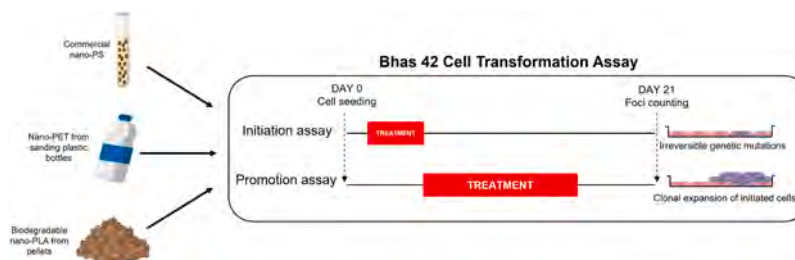 Commercial
nano-PS
Nano-PET from
sanding plastic
bottles
Biodegradable
nano-PLA from
pellets
Bhas 42 Cell Transformation Assay
DAY 0
Cell seeding
DAY 21
Foci counting
Initiation assay
TREATMENT
Irreversible genetic mutations
Promotion assay
TREATMENT
Clonal expansion of initiated cells